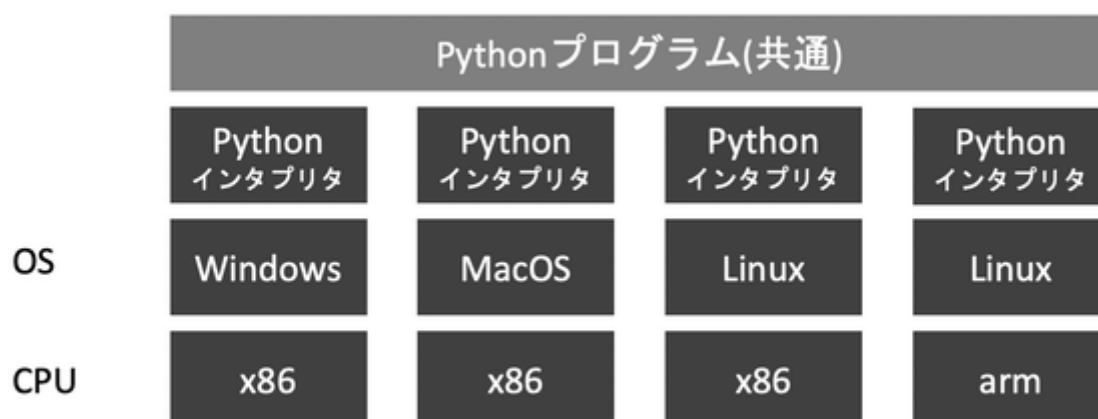 Pythonプログラム(共通)
Python
インタプリタ
Python
インタプリタ
Python
インタプリタ
Python
インタプリタ
OS
Windows
MacOS
Linux
Linux
CPU
x86
x86
x86
arm